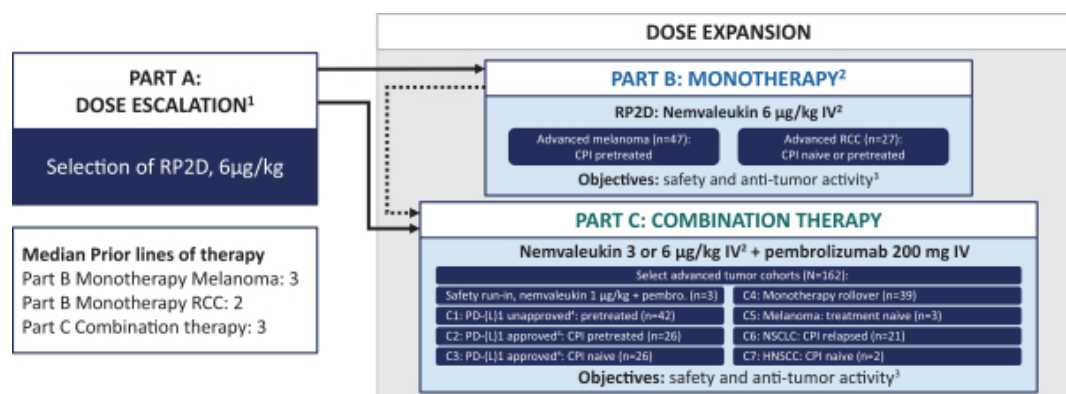 DOSE EXPANSION
PART A:
DOSE ESCALATION¹
Selection of RP2D, 6µg/kg
Median Prior lines of therapy
Part B Monotherapy Melanoma: 3
Part B Monotherapy RCC: 2
Part C Combination therapy: 3
PART B: MONOTHERAPY²
RP2D: Nemvaleukin 6 µg/kg IV²
Advanced melanoma (n=47):
CPI pretreated
Advanced RCC (n=27):
CPI naive or pretreated
Objectives: safety and anti-tumor activity³
PART C: COMBINATION THERAPY
Nemvaleukin 3 or 6 µg/kg IV² + pembrolizumab 200 mg IV
Select advanced tumor cohorts (N=162):
Safety run-in, nemvaleukin 1 µg/kg + pembro. (n=3)
C1: PD-(L)1 unapproved⁴: pretreated (n=42)
C2: PD-(L)1 approved⁴: CPI pretreated (n=26)
C3: PD-(L)1 approved⁴: CPI naive (n=26)
C4: Monotherapy rollover (n=39)
C5: Melanoma: treatment naive (n=3)
C6: NSCLC: CPI relapsed (n=21)
C7: HNSCC: CPI naive (n=2)
Objectives: safety and anti-tumor activity³